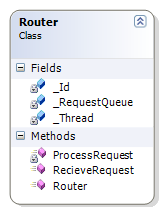 Router
Class
Fields
_Id
_RequestQueue
_Thread
Methods
ProcessRequest
RecieveRequest
Router